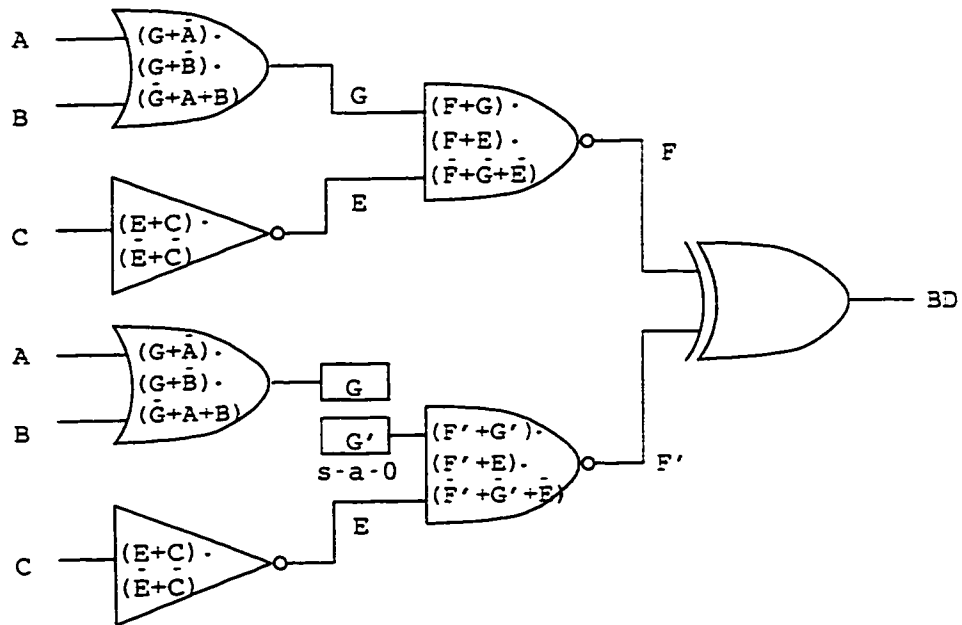 A
(G+Ā)·
(G+B̄)·
(Ḡ+A+B)
B
G
(F+G)·
(F+E)·
(F̄+Ḡ+Ē)
F
E
C
(E+C)·
(Ē+C̄)
BD
A
(G+Ā)·
(G+B̄)·
(Ḡ+A+B)
B
G
G'
s-a-0
(F'+G')·
(F'+E)·
(F̄'+Ḡ'+Ē)
F'
E
C
(E+C)·
(Ē+C̄)